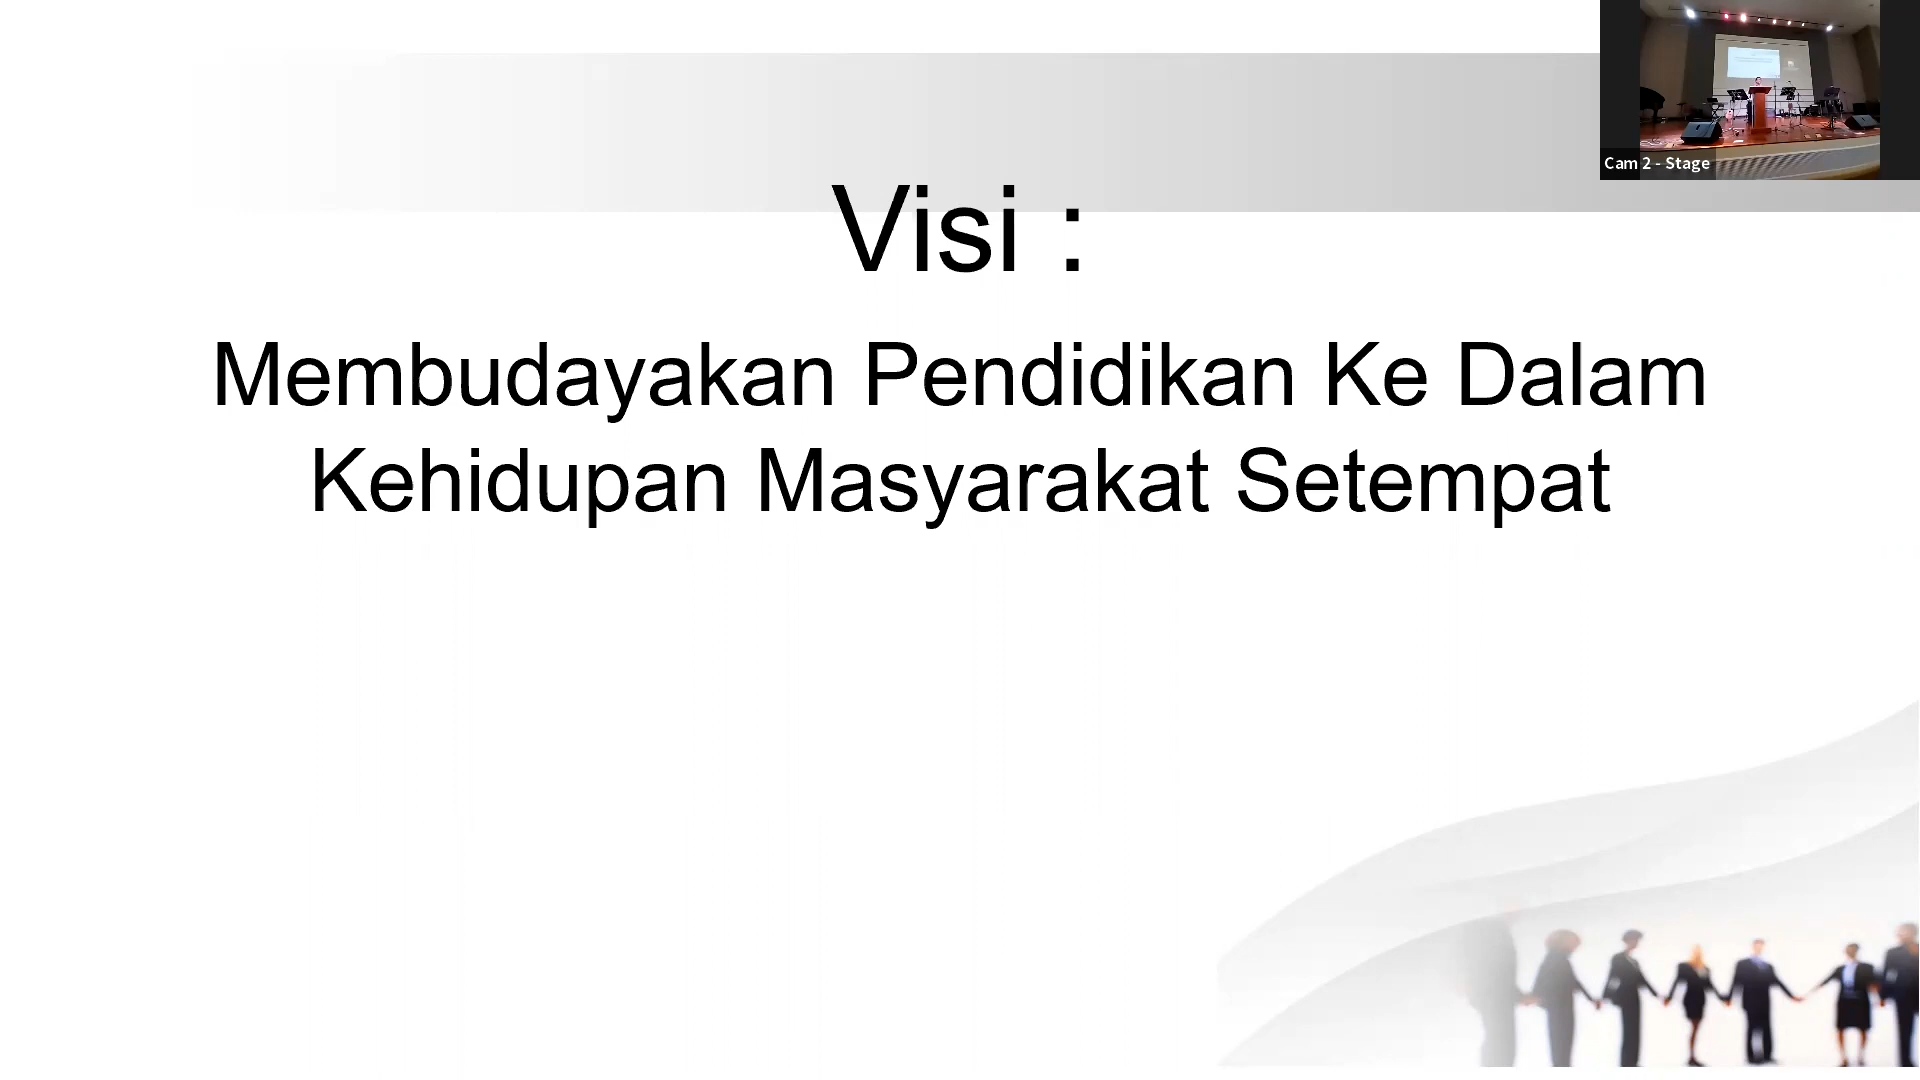 Visi :
Membudayakan Pendidikan Ke Dalam
Kehidupan Masyarakat Setempat
Cam 2 - Stage